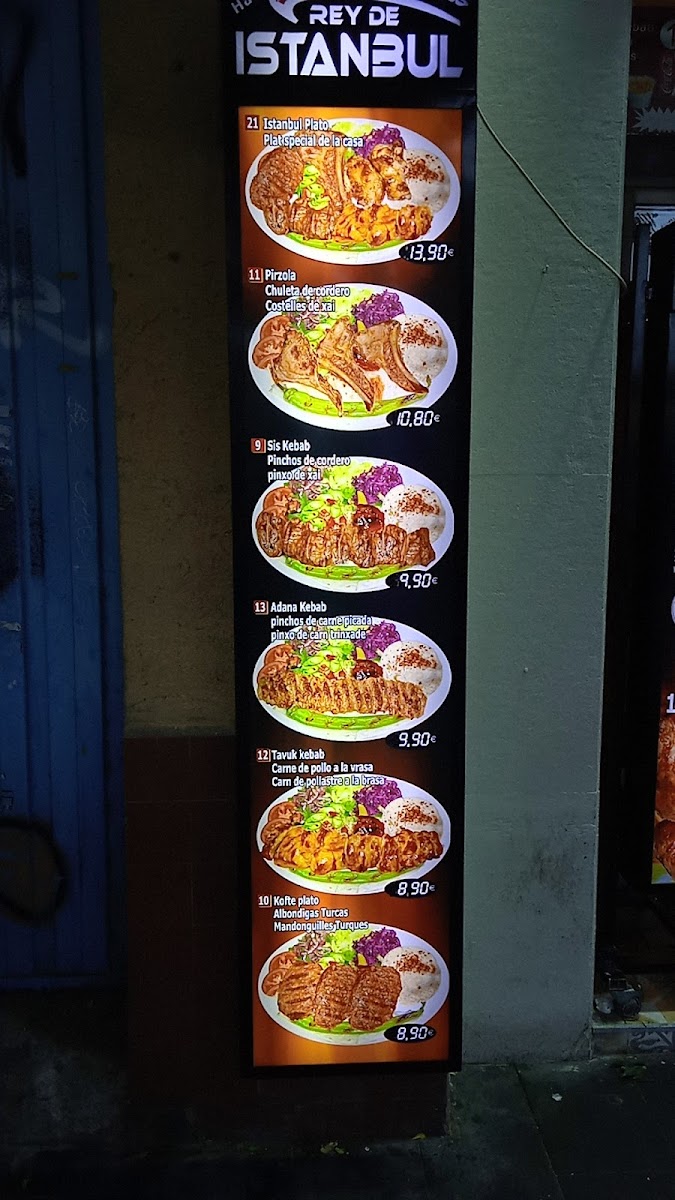 REY DE
ISTANBUL
21 Istanbul Plato
Plat special de la casa
13,90€
11 Pirzola
Chuleta de cordero
Costelles de xai
10,80€
9 Sis Kebab
Pinchos de cordero
pinxo de xai
9,90€
13 Adana Kebab
pinchos de carne picada
pinxo de carn trinxade
9,90€
12 Tavuk kebab
Carne de pollo a la vrasa
Carn de pollastre a la brasa
8,90€
10 Kofte plato
Albondigas Turcas
Mandonguilles Turques
8,90€